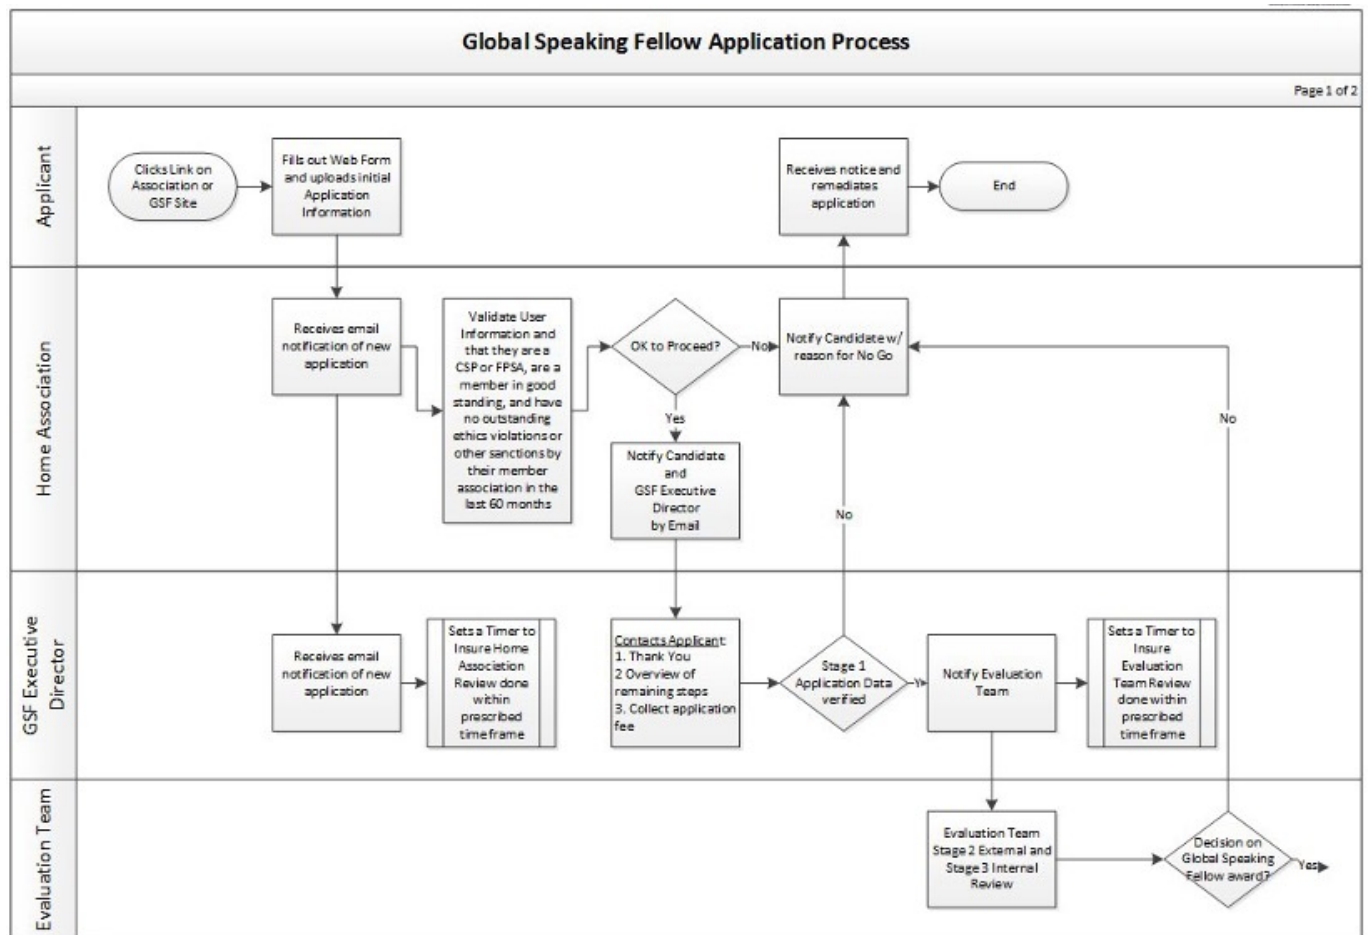 Global Speaking Fellow Application Process
Page 1 of 2
Applicant
Clicks Link on
Association or
GSF Site
Fills out Web Form
and uploads initial
Application
Information
Receives notice and
remediates
application
End
Home Association
Receives email
notification of new
application
Validate User
Information and
that they are a
CSP or FPSA, are a
member in good
standing, and have
no outstanding
ethics violations or
other sanctions by
their member
association in the
last 60 months
OK to Proceed?
No
Notify Candidate w/
reason for No Go
Yes
Notify Candidate
and
GSF Executive
Director
by Email
No
No
GSF Executive
Director
Receives email
notification of new
application
Sets a Timer to
Insure Home
Association
Review done
within
prescribed
timeframe
Contacts Applicant:
1. Thank You
2 Overview of
remaining steps
3. Collect application
fee
Stage 1
Application Data
verified
Y
Notify Evaluation
Team
Sets a Timer to
Insure
Evaluation
Team Review
done within
prescribed
timeframe
Evaluation Team
Evaluation Team
Stage 2 External and
Stage 3 Internal
Review
Decision on
Global Speaking
Fellow award?
Yes